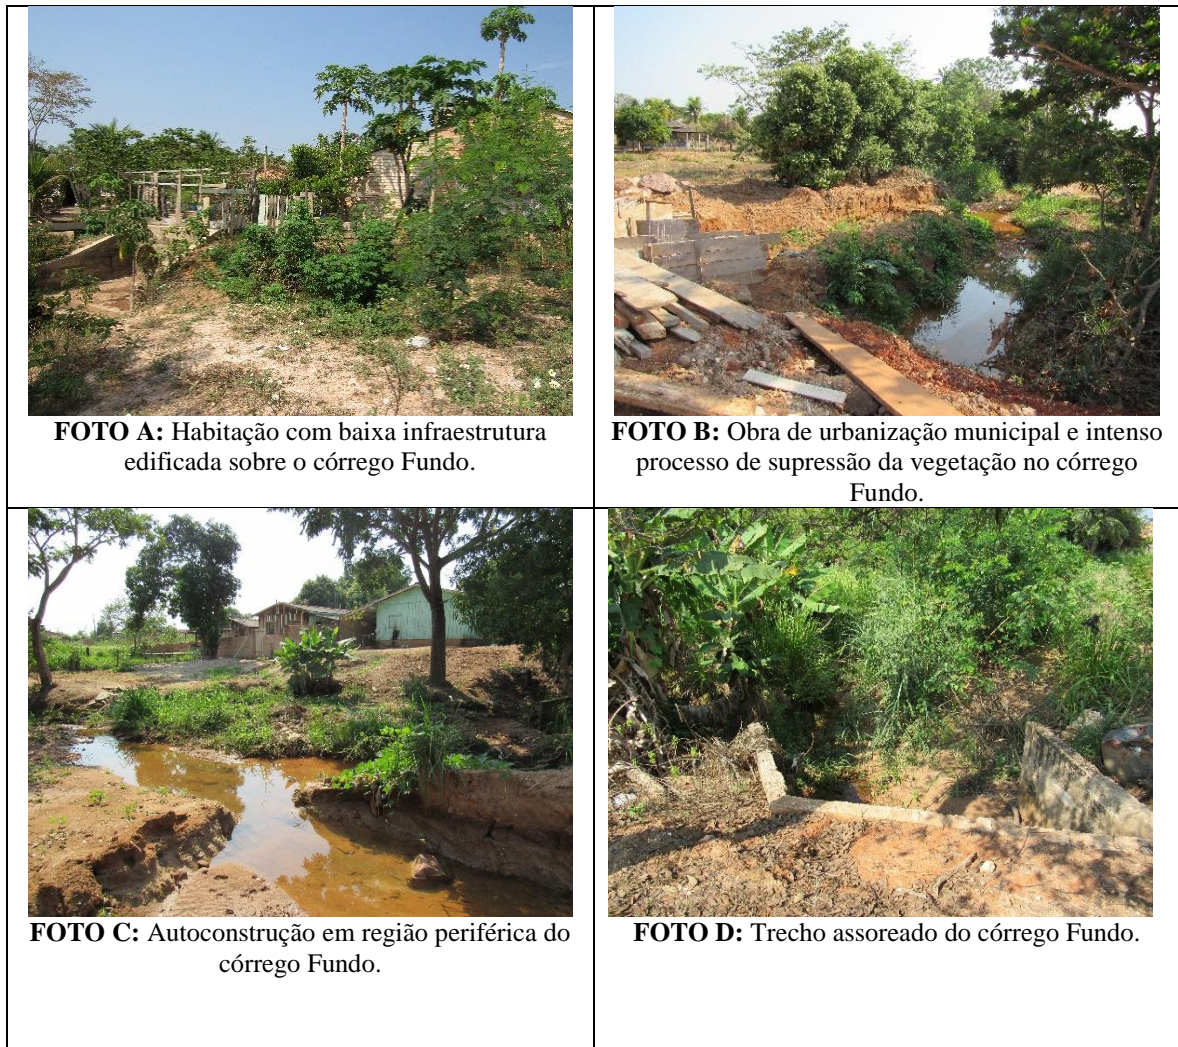 FOTO A: Habitação com baixa infraestrutura
edificada sobre o córrego Fundo.
FOTO B: Obra de urbanização municipal e intenso
processo de supressão da vegetação no córrego
Fundo.
FOTO C: Autoconstrução em região periférica do
córrego Fundo.
FOTO D: Trecho assoreado do córrego Fundo.